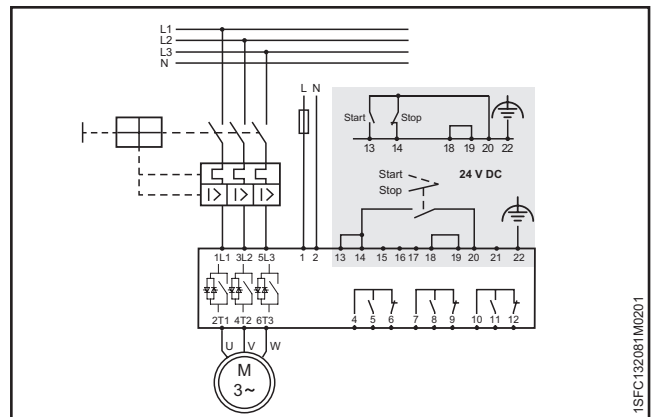 L1
L2
L3
N
L N
Start Stop
13 14 18 19 20 22
Start
Stop
24 V DC
I> I> I>
1L1 3L2 5L3 1 2 13 14 15 16 17 18 19 20 21 22
2T1 4T2 6T3 4 5 6 7 8 9 10 11 12
U V W
M
3~
1SFC132081M0201